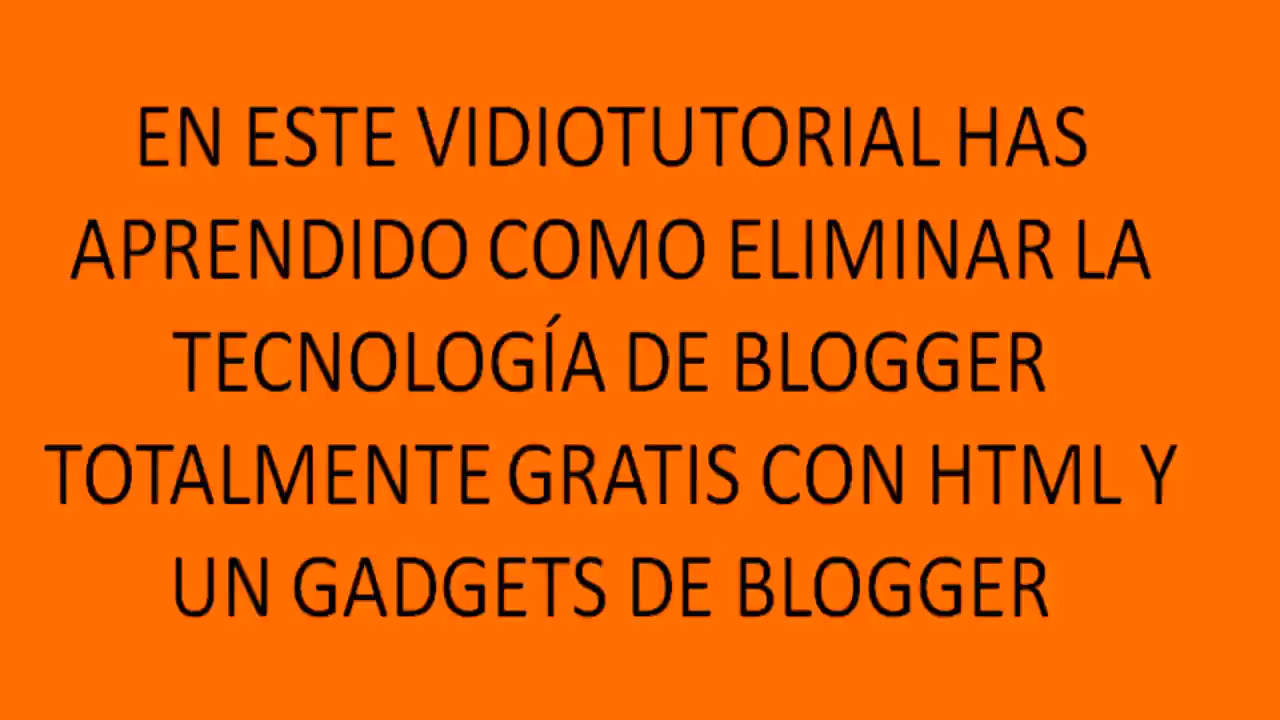 EN ESTE VIDIOTUTORIAL HAS
APRENDIDO COMO ELIMINAR LA
TECNOLOGÍA DE BLOGGER
TOTALMENTE GRATIS CON HTML Y
UN GADGETS DE BLOGGER